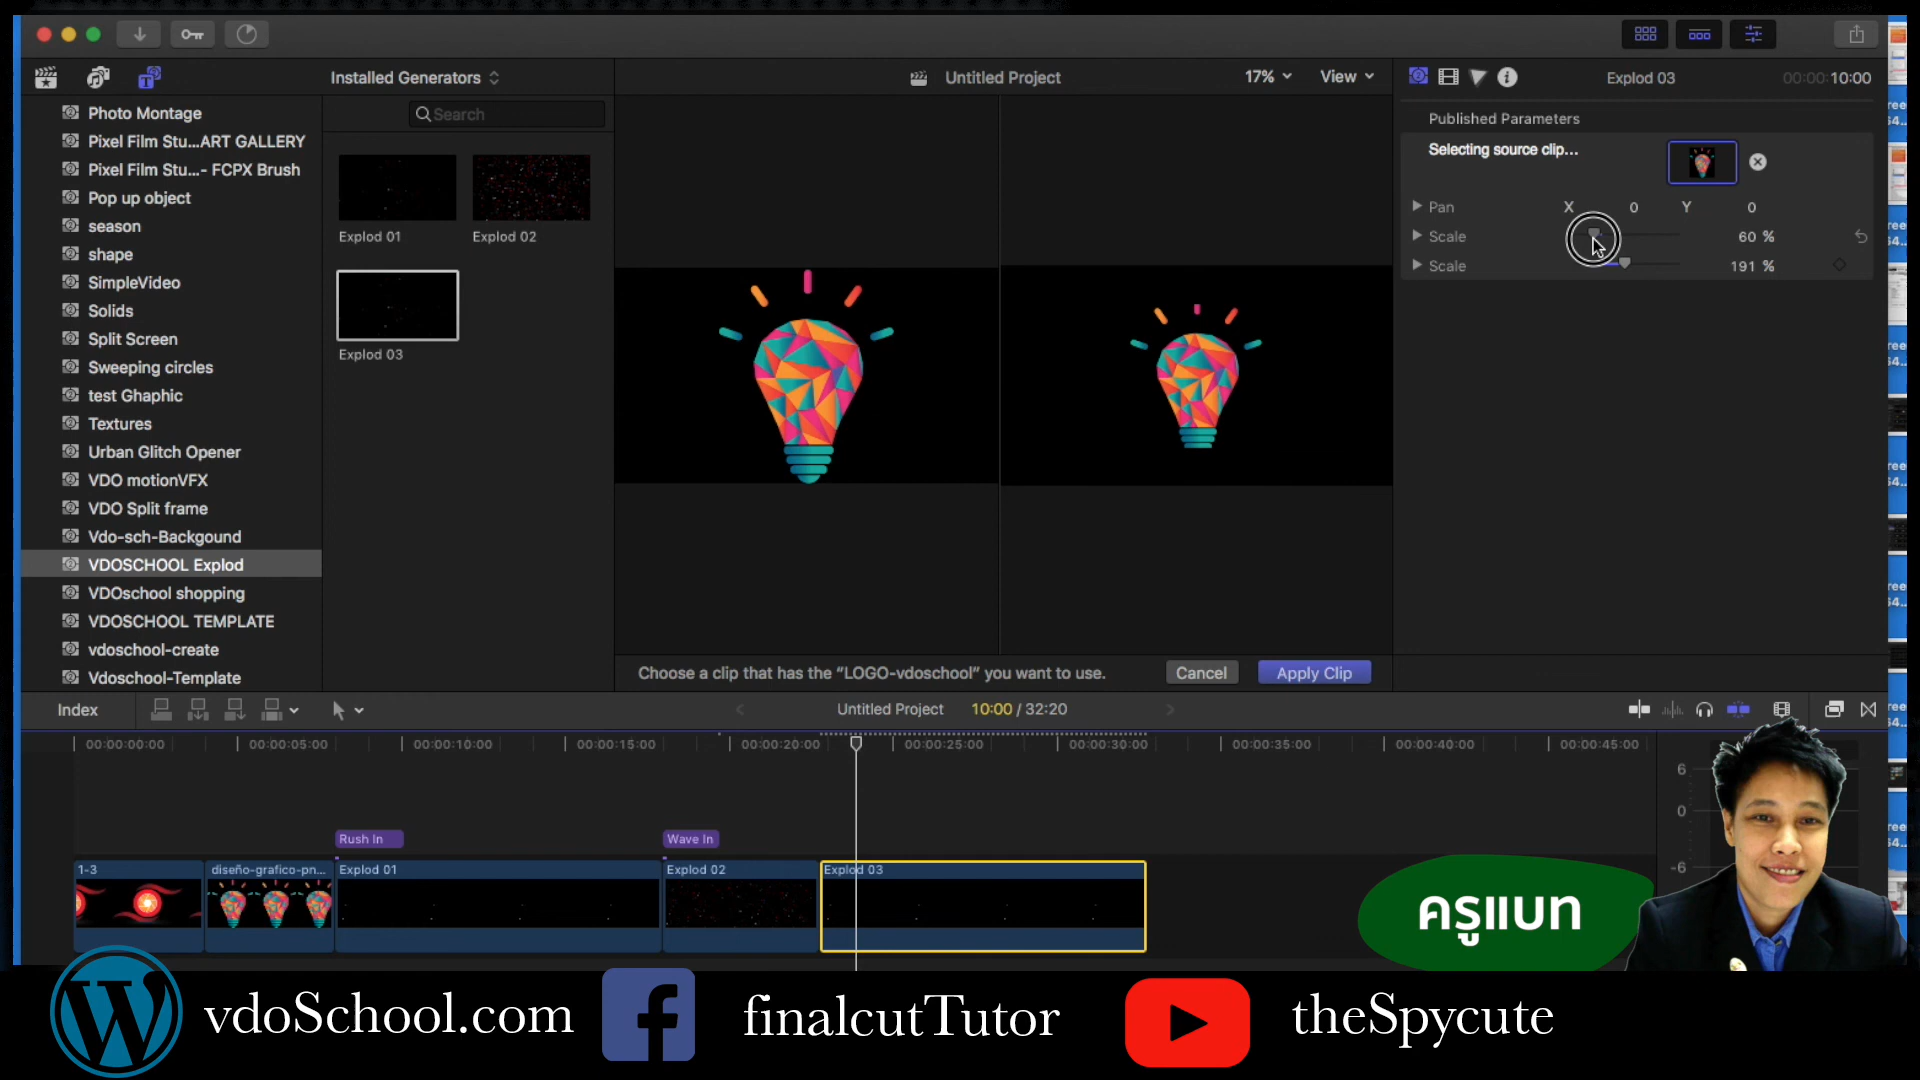 Installed Generators
Untitled Project
17%
View
Explod 03
00:00:10:00
Photo Montage
Pixel Film Stu...ART GALLERY
Pixel Film Stu...- FCPX Brush
Pop up object
season
shape
SimpleVideo
Solids
Split Screen
Sweeping circles
test Ghaphic
Textures
Urban Glitch Opener
VDO motionVFX
VDO Split frame
Vdo-sch-Backgound
VDOSCHOOL Explod
VDOschool shopping
VDOSCHOOL TEMPLATE
vdoschool-create
Vdoschool-Template
Search
Explod 01
Explod 02
Explod 03
Published Parameters
Selecting source clip...
Pan X 0 Y 0
Scale 60 %
Scale 191 %
Choose a clip that has the “LOGO-vdoschool” you want to use.
Cancel
Apply Clip
Index
Untitled Project
10:00 / 32:20
00:00:00:00
00:00:05:00
00:00:10:00
00:00:15:00
00:00:20:00
00:00:25:00
00:00:30:00
00:00:35:00
00:00:40:00
00:00:45:00
6
0
-6
Rush In
Wave In
1-3
diseño-grafico-pn...
Explod 01
Explod 02
Explod 03
ครูแบท
vdoSchool.com
finalcutTutor
theSpycute